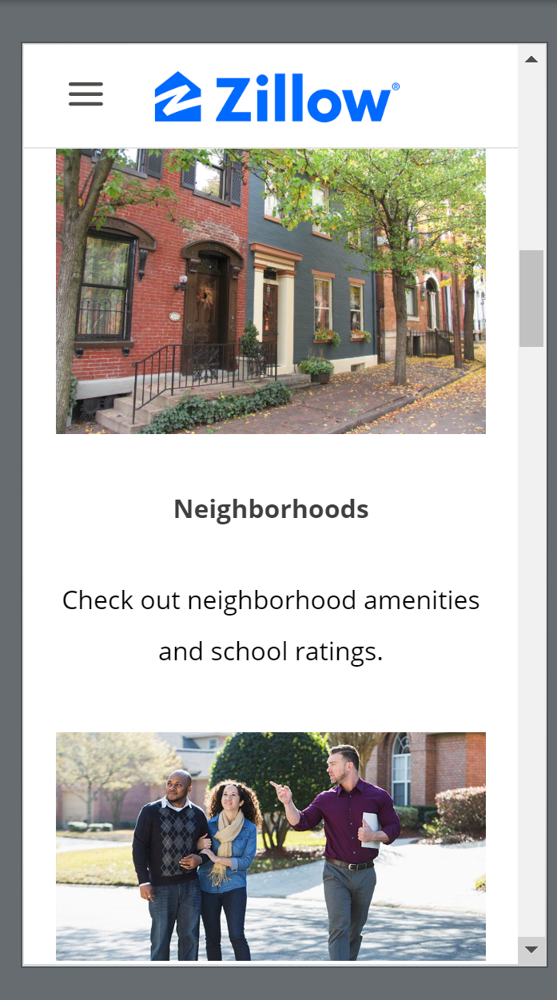 Zillow®
Neighborhoods
Check out neighborhood amenities
and school ratings.